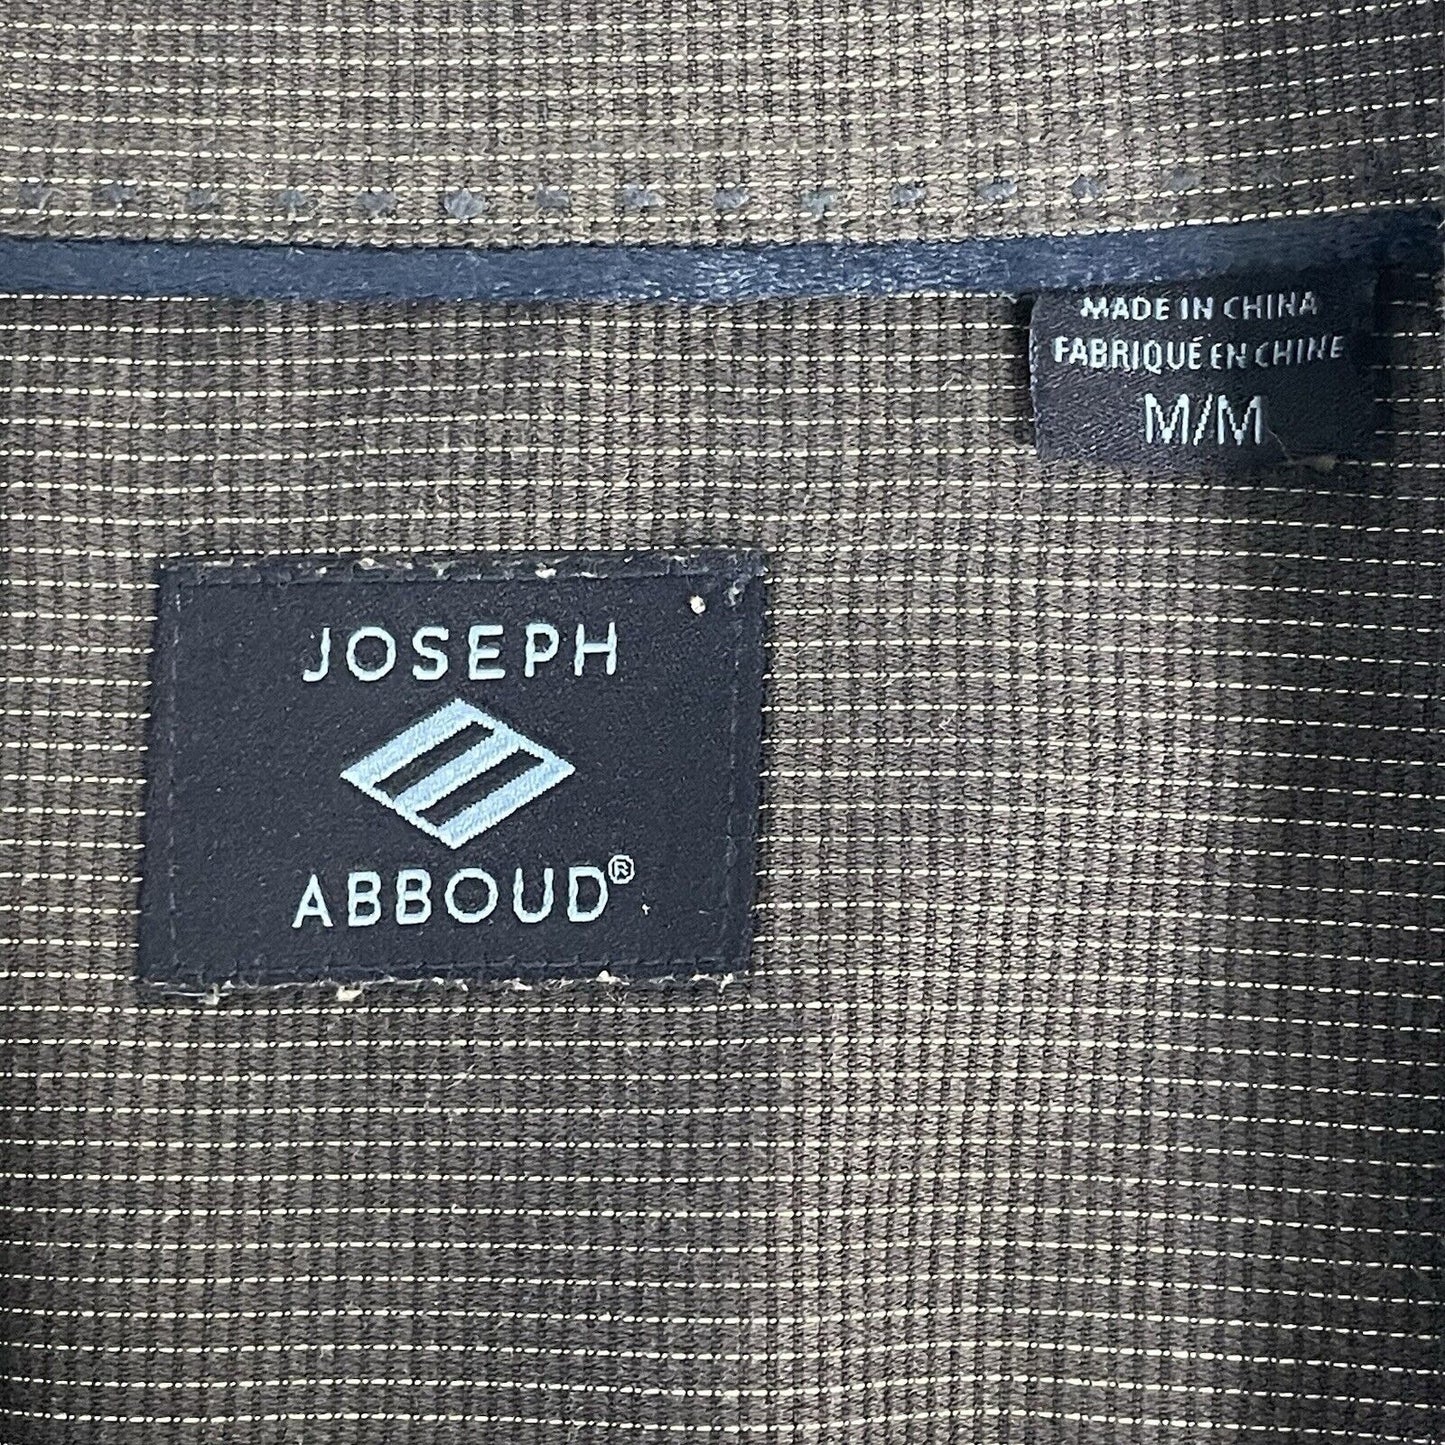 MADE IN CHINA
FABRIQUÉ EN CHINE
M/M
JOSEPH
ABBOUD®